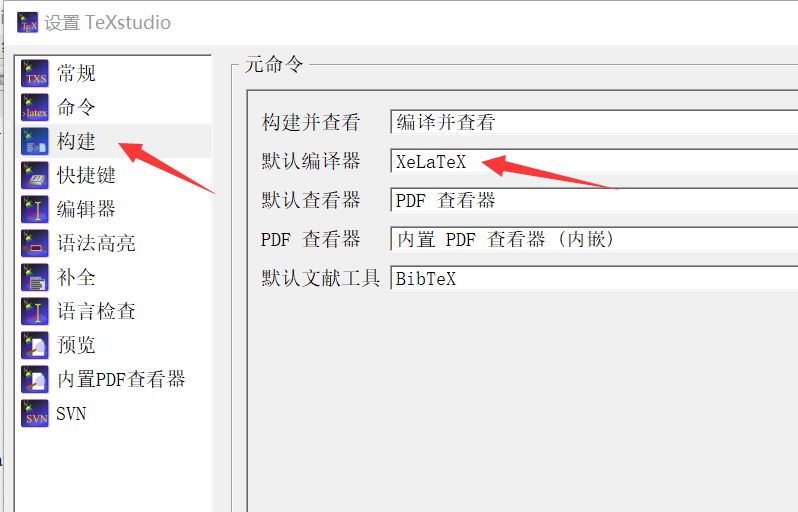 设置 TeXstudio
TXS 常规
›latex 命令
构建
快捷键
编辑器
语法高亮
补全
语言检查
预览
内置PDF查看器
SVN SVN
元命令
构建并查看 编译并查看
默认编译器 XeLaTeX
默认查看器 PDF 查看器
PDF 查看器 内置 PDF 查看器 (内嵌)
默认文献工具 BibTeX